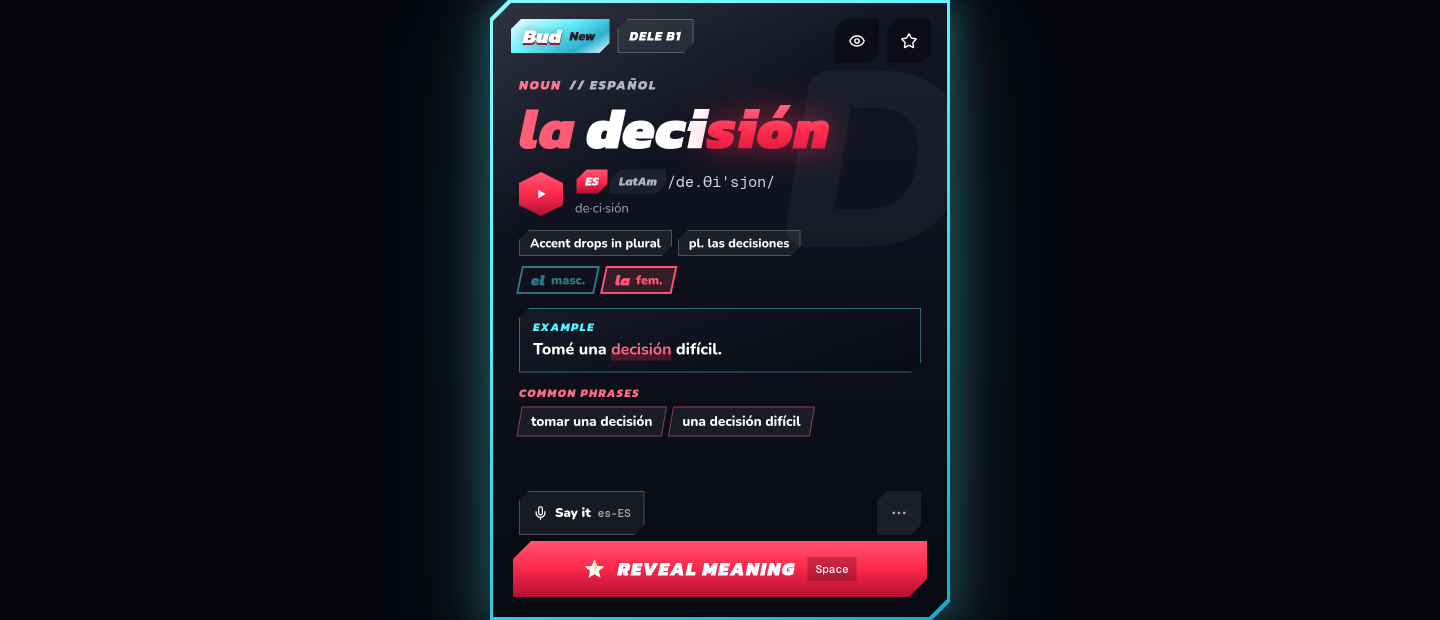 Bud New DELE B1
NOUN // ESPAÑOL
la decisión
ES LatAm /de.θi'sjon/
de·ci·sión
Accent drops in plural pl. las decisiones
el masc. la fem.
EXAMPLE
Tomé una decisión difícil.
COMMON PHRASES
tomar una decisión una decisión difícil
Say it es-ES
REVEAL MEANING Space
D